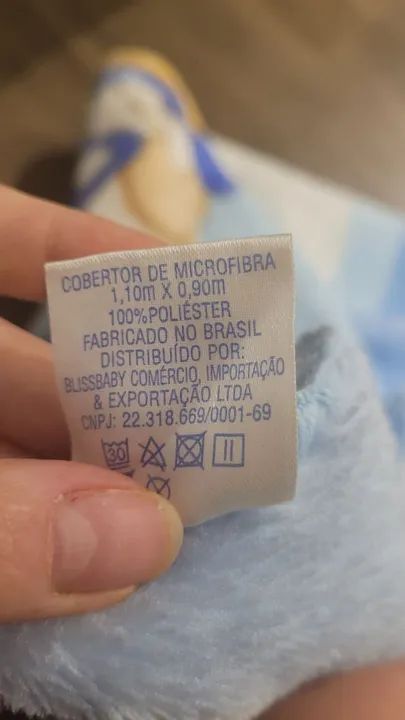 COBERTOR DE MICROFIBRA
1,10m X 0,90m
100%POLIÉSTER
FABRICADO NO BRASIL
DISTRIBUÍDO POR:
BLISSBABY COMÉRCIO, IMPORTAÇÃO
& EXPORTAÇÃO LTDA
CNPJ: 22.318.669/0001-69
30